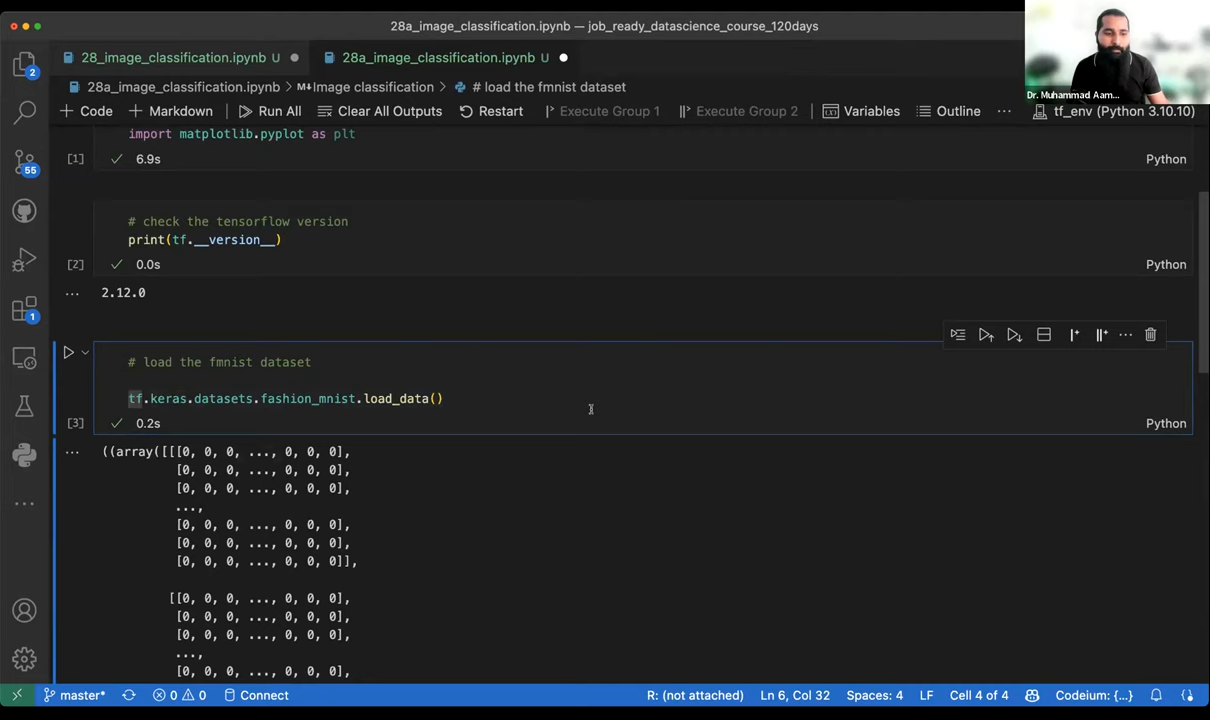 28a_image_classification.ipynb — job_ready_datascience_course_120days
28_image_classification.ipynb U
28a_image_classification.ipynb U
28a_image_classification.ipynb > M↓Image classification > # load the fmnist dataset
Dr. Muhammad Aam...
+ Code + Markdown Run All Clear All Outputs Restart Execute Group 1 Execute Group 2 Variables Outline ... tf_env (Python 3.10.10)
import matplotlib.pyplot as plt
[1] ✓ 6.9s Python
# check the tensorflow version
print(tf.__version__)
[2] ✓ 0.0s Python
... 2.12.0
# load the fmnist dataset
tf.keras.datasets.fashion_mnist.load_data()
[3] ✓ 0.2s Python
... ((array([[[0, 0, 0, ..., 0, 0, 0],
[0, 0, 0, ..., 0, 0, 0],
[0, 0, 0, ..., 0, 0, 0],
...,
[0, 0, 0, ..., 0, 0, 0],
[0, 0, 0, ..., 0, 0, 0],
[0, 0, 0, ..., 0, 0, 0]],
[[0, 0, 0, ..., 0, 0, 0],
[0, 0, 0, ..., 0, 0, 0],
[0, 0, 0, ..., 0, 0, 0],
...,
[0, 0, 0, ..., 0, 0, 0],
2
55
1
master* 0 0 Connect R: (not attached) Ln 6, Col 32 Spaces: 4 LF Cell 4 of 4 Codeium: {...}